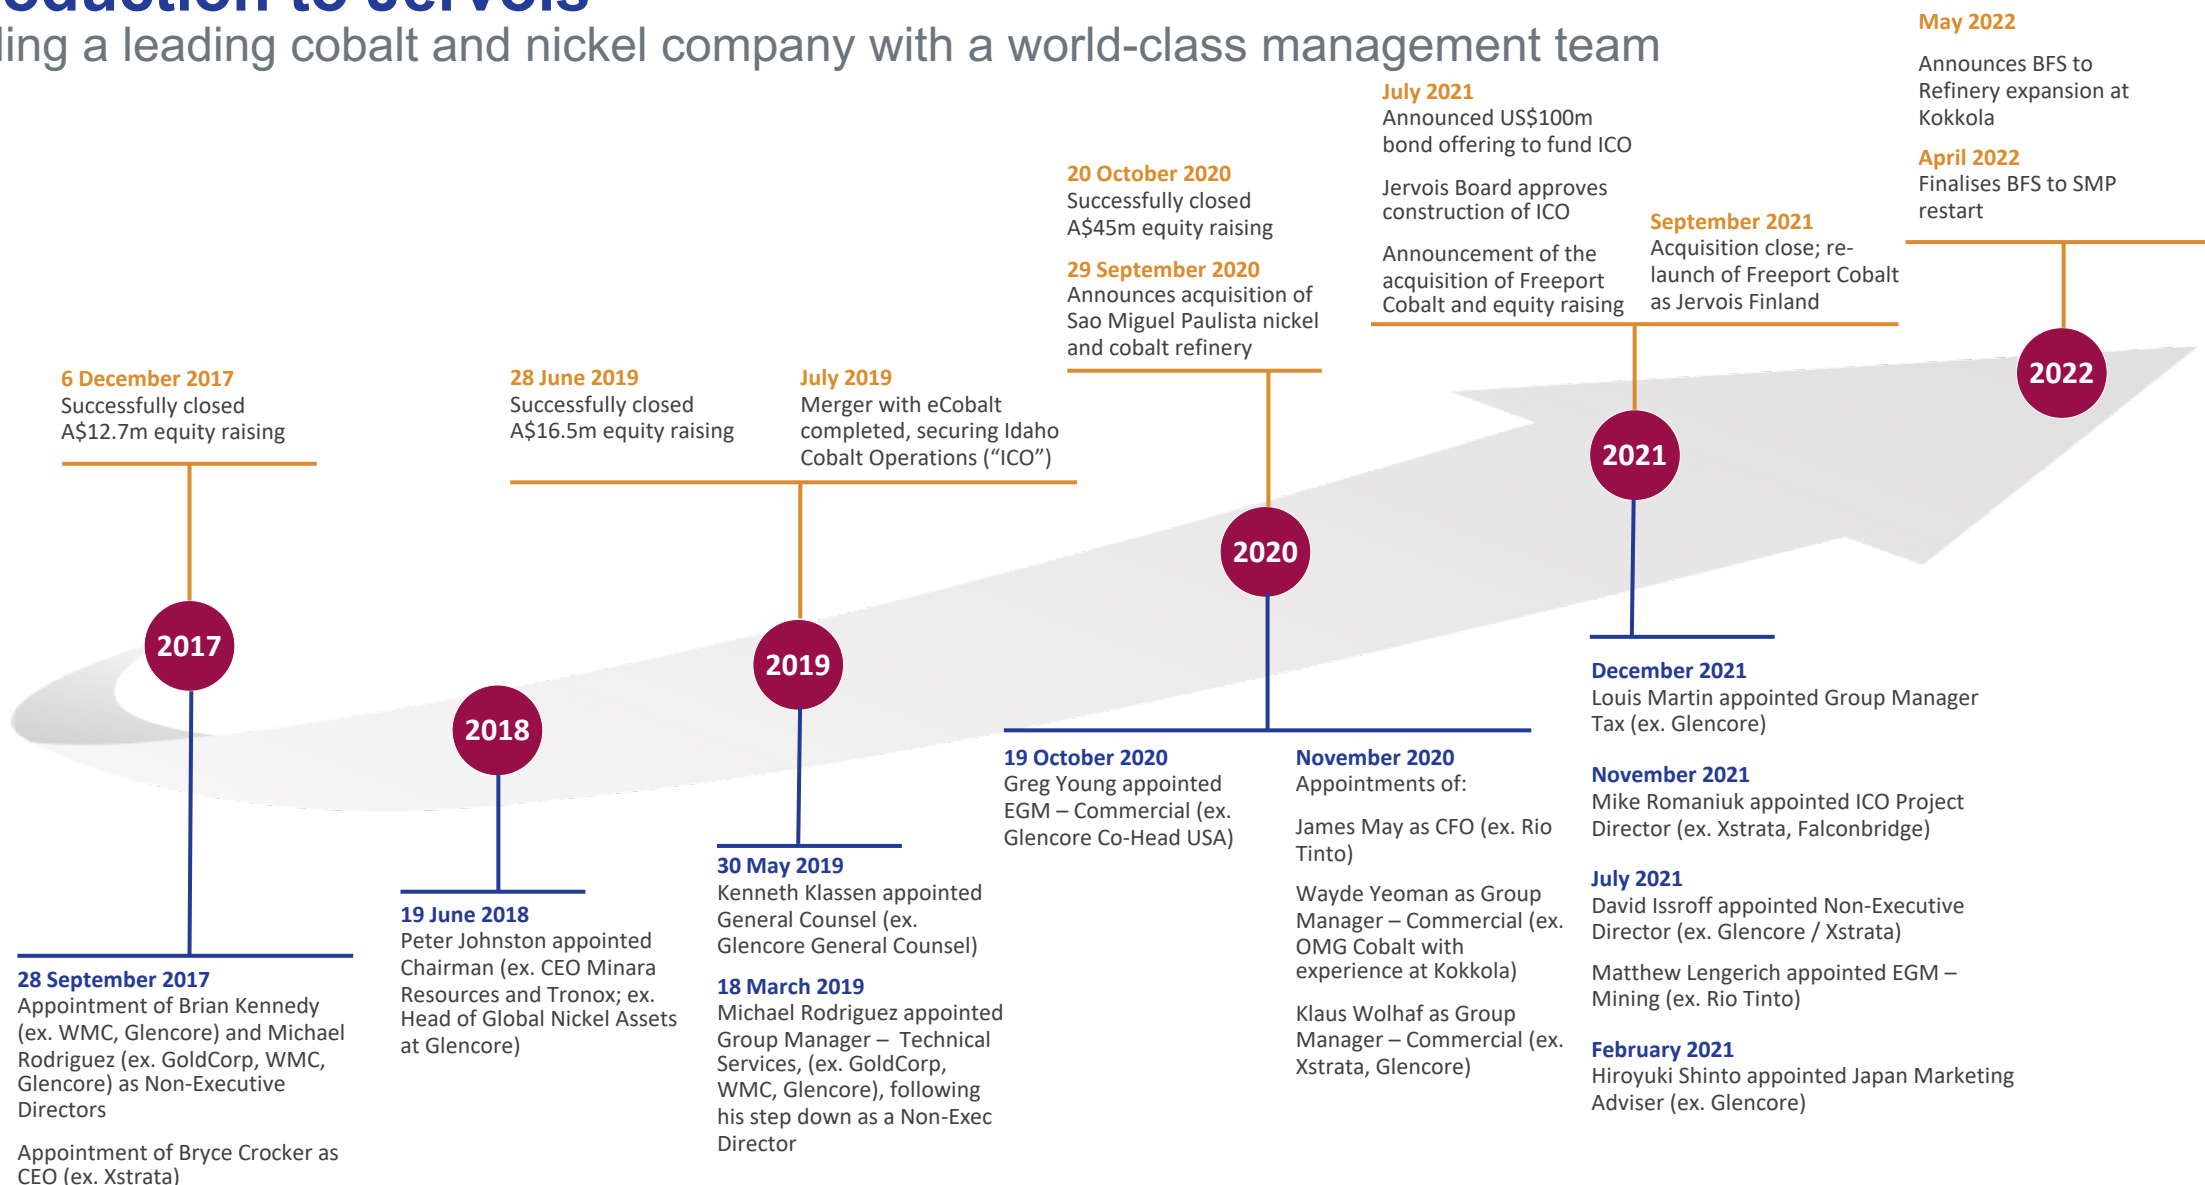 to Jervois
a leading cobalt and nickel company with a world-class management team
6 December 2017
Successfully closed
A$12.7m equity raising
28 June 2019
Successfully closed
A$16.5m equity raising
July 2019
Merger with eCobalt
completed, securing Idaho
Cobalt Operations (“ICO”)
20 October 2020
Successfully closed
A$45m equity raising
29 September 2020
Announces acquisition of
Sao Miguel Paulista nickel
and cobalt refinery
July 2021
Announced US$100m
bond offering to fund ICO
Jervois Board approves
construction of ICO
Announcement of the
acquisition of Freeport
Cobalt and equity raising
September 2021
Acquisition close; re-
launch of Freeport Cobalt
as Jervois Finland
May 2022
Announces BFS to
Refinery expansion at
Kokkola
April 2022
Finalises BFS to SMP
restart
2017
2018
2019
2020
2021
2022
28 September 2017
Appointment of Brian Kennedy
(ex. WMC, Glencore) and Michael
Rodriguez (ex. GoldCorp, WMC,
Glencore) as Non-Executive
Directors
Appointment of Bryce Crocker as
CEO (ex. Xstrata)
19 June 2018
Peter Johnston appointed
Chairman (ex. CEO Minara
Resources and Tronox; ex.
Head of Global Nickel Assets
at Glencore)
30 May 2019
Kenneth Klassen appointed
General Counsel (ex.
Glencore General Counsel)
18 March 2019
Michael Rodriguez appointed
Group Manager – Technical
Services, (ex. GoldCorp,
WMC, Glencore), following
his step down as a Non-Exec
Director
19 October 2020
Greg Young appointed
EGM – Commercial (ex.
Glencore Co-Head USA)
November 2020
Appointments of:
James May as CFO (ex. Rio
Tinto)
Wayde Yeoman as Group
Manager – Commercial (ex.
OMG Cobalt with
experience at Kokkola)
Klaus Wolhaf as Group
Manager – Commercial (ex.
Xstrata, Glencore)
December 2021
Louis Martin appointed Group Manager
Tax (ex. Glencore)
November 2021
Mike Romaniuk appointed ICO Project
Director (ex. Xstrata, Falconbridge)
July 2021
David Issroff appointed Non-Executive
Director (ex. Glencore / Xstrata)
Matthew Lengerich appointed EGM –
Mining (ex. Rio Tinto)
February 2021
Hiroyuki Shinto appointed Japan Marketing
Adviser (ex. Glencore)